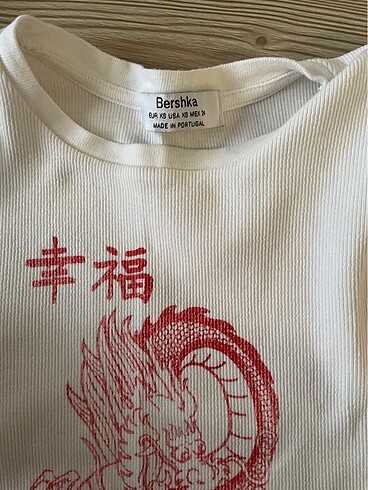 Bershka
EUR XS USA XS MEX 24
MADE IN PORTUGAL
幸福